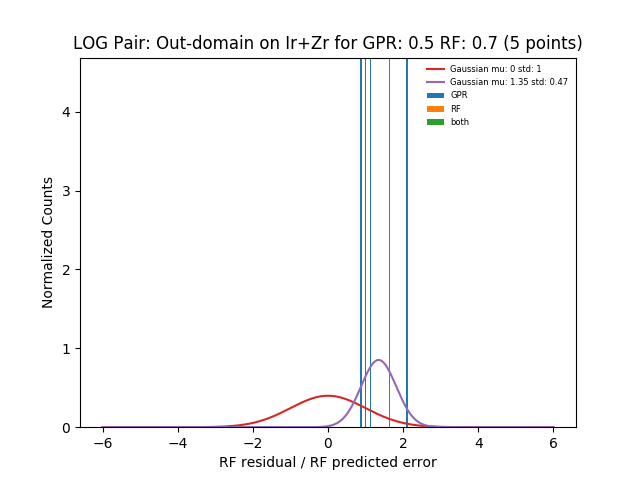 LOG Pair: Out-domain on Ir+Zr for GPR: 0.5 RF: 0.7 (5 points)
Gaussian mu: 0 std: 1
Gaussian mu: 1.35 std: 0.47
GPR
RF
both
Normalized Counts
4
3
2
1
0
−6 −4 −2 0 2 4 6
RF residual / RF predicted error